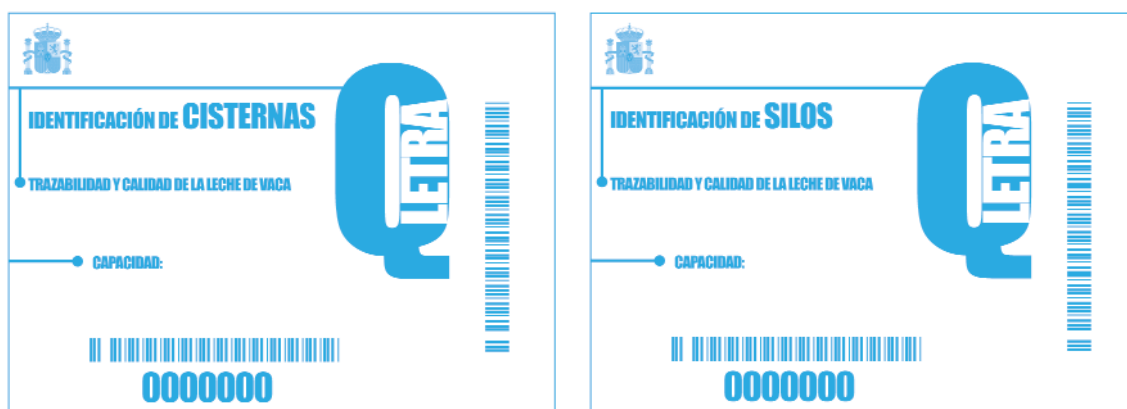 IDENTIFICACIÓN DE CISTERNAS
LETRA
TRAZABILIDAD Y CALIDAD DE LA LECHE DE VACA
CAPACIDAD:
0000000
IDENTIFICACIÓN DE SILOS
LETRA
TRAZABILIDAD Y CALIDAD DE LA LECHE DE VACA
CAPACIDAD:
0000000